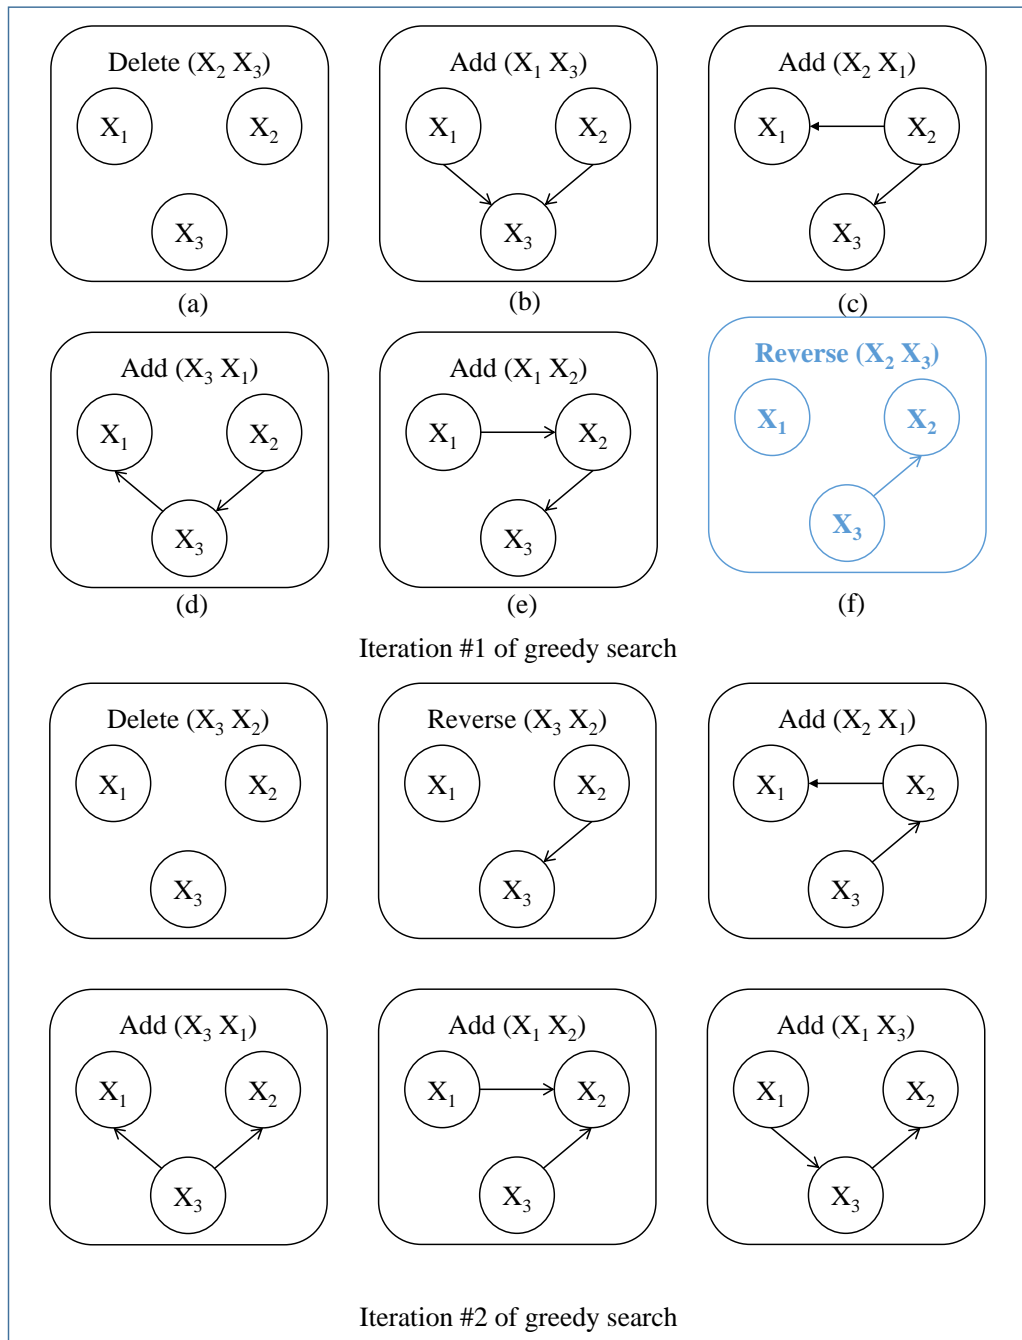 Delete (X₂ X₃)
X₁ X₂
X₃
(a)
Add (X₁ X₃)
X₁ X₂
X₃
(b)
Add (X₂ X₁)
X₁ X₂
X₃
(c)
Add (X₃ X₁)
X₁ X₂
X₃
(d)
Add (X₁ X₂)
X₁ X₂
X₃
(e)
Reverse (X₂ X₃)
X₁ X₂
X₃
(f)
Iteration #1 of greedy search
Delete (X₃ X₂)
X₁ X₂
X₃
Reverse (X₃ X₂)
X₁ X₂
X₃
Add (X₂ X₁)
X₁ X₂
X₃
Add (X₃ X₁)
X₁ X₂
X₃
Add (X₁ X₂)
X₁ X₂
X₃
Add (X₁ X₃)
X₁ X₂
X₃
Iteration #2 of greedy search